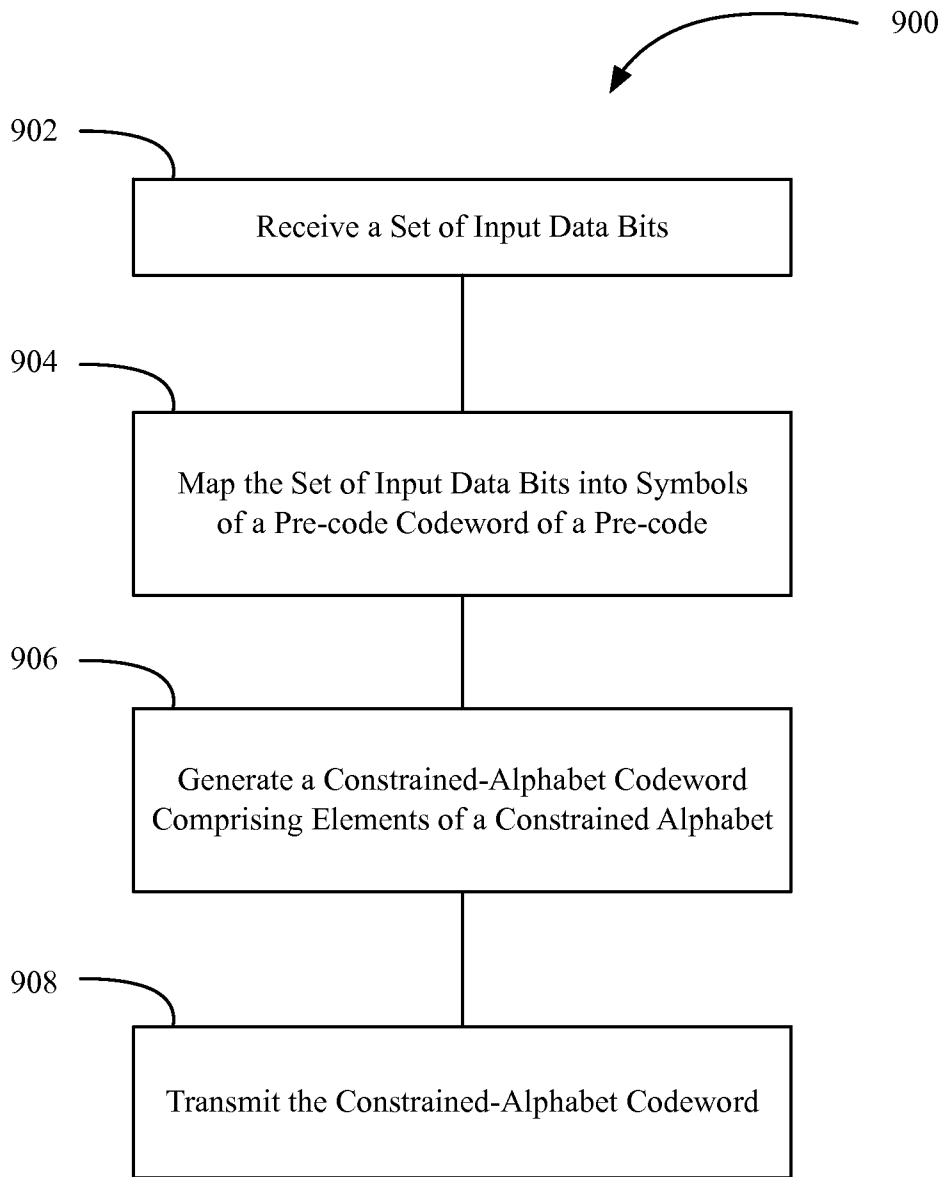 900
902
Receive a Set of Input Data Bits
904
Map the Set of Input Data Bits into Symbols
of a Pre-code Codeword of a Pre-code
906
Generate a Constrained-Alphabet Codeword
Comprising Elements of a Constrained Alphabet
908
Transmit the Constrained-Alphabet Codeword